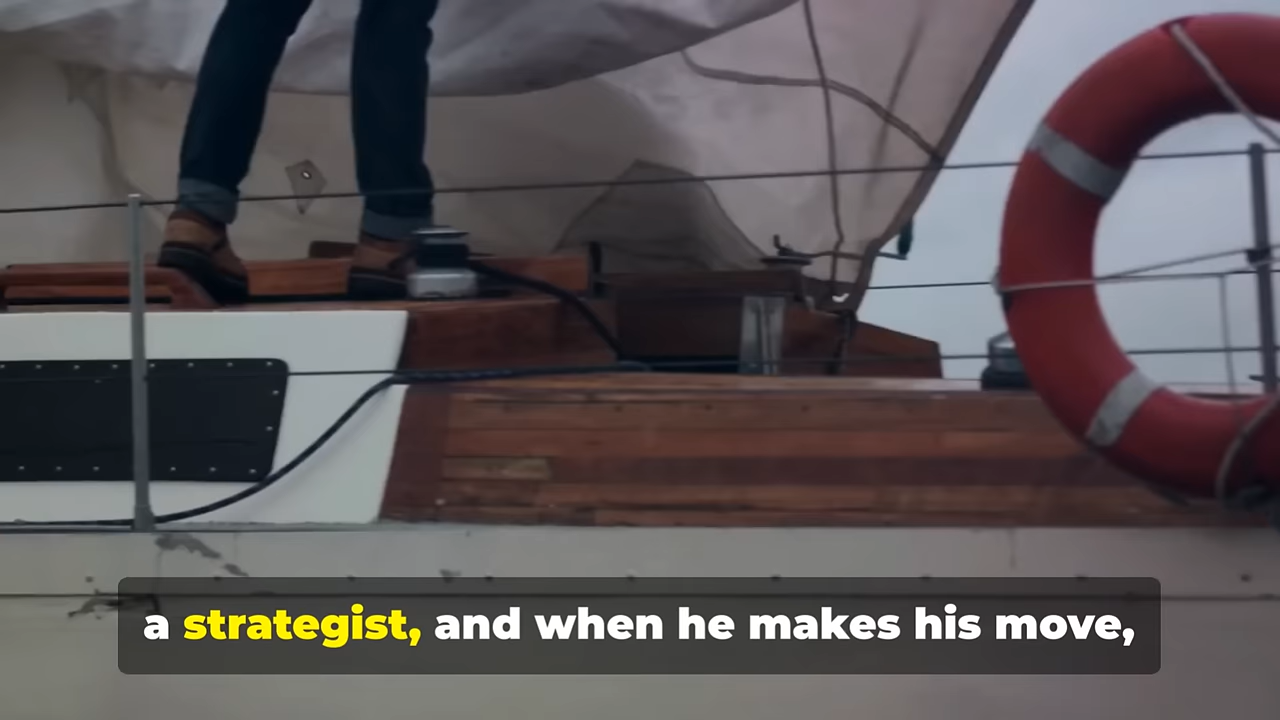 a strategist, and when he makes his move,